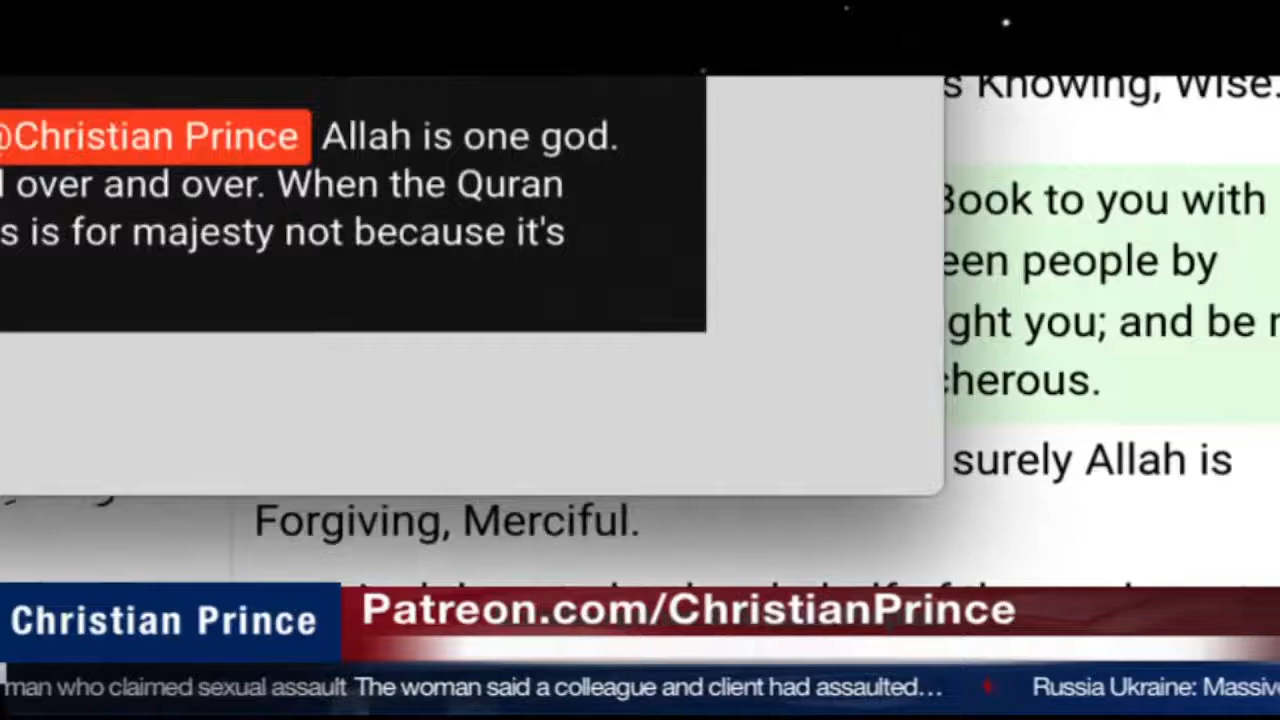 s Knowing, Wise.
@Christian Prince Allah is one god.
over and over. When the Quran
s is for majesty not because it's
Book to you with
een people by
ght you; and be
cherous.
surely Allah is
Forgiving, Merciful.
Christian Prince
Patreon.com/ChristianPrince
man who claimed sexual assault The woman said a colleague and client had assaulted... Russia Ukraine: Massive